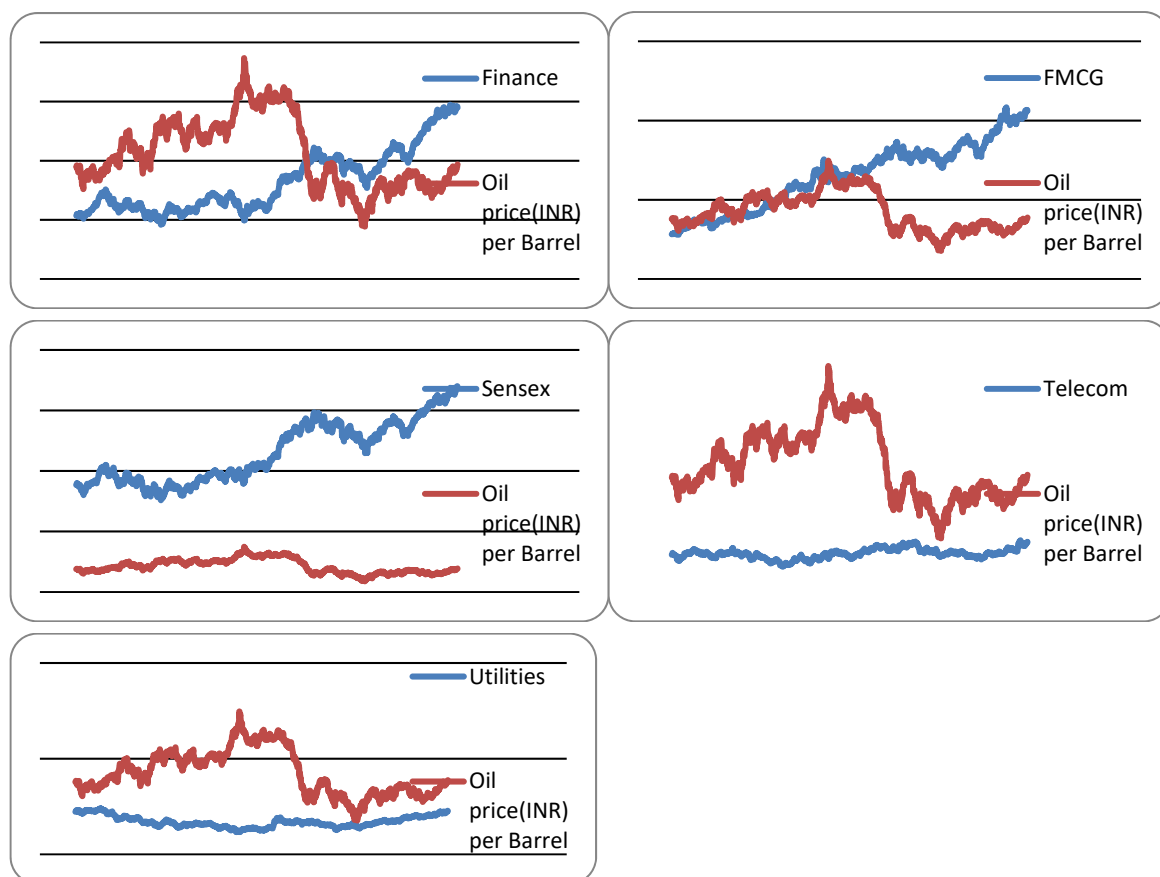 Finance
Oil
price(INR)
per Barrel
FMCG
Oil
price(INR)
per Barrel
Sensex
Oil
price(INR)
per Barrel
Telecom
Oil
price(INR)
per Barrel
Utilities
Oil
price(INR)
per Barrel